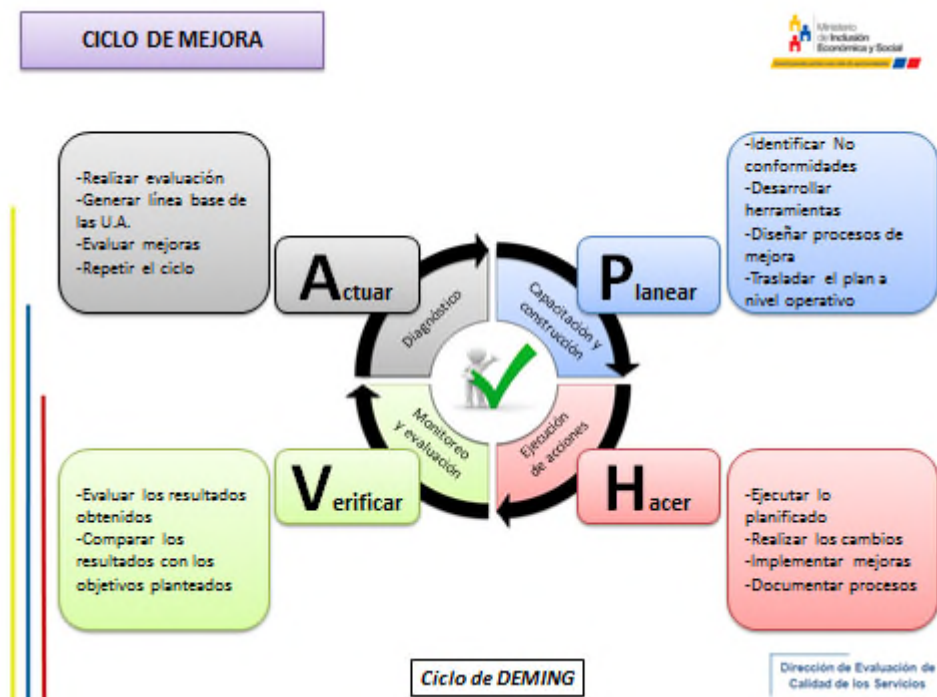 CICLO DE MEJORA
Ministerio
de Inclusión
Económica y Social
-Realizar evaluación
-Generar línea base de
las U.A.
-Evaluar mejoras
-Repetir el ciclo
Actuar
Diagnóstico
Planear
Capacitación y
construcción
-Identificar No
conformidades
-Desarrollar
herramientas
-Diseñar procesos de
mejora
-Trasladar el plan a
nivel operativo
-Evaluar los resultados
obtenidos
-Comparar los
resultados con los
objetivos planteados
Verificar
Monitoreo
y evaluación
Ejecución
de acciones
Hacer
-Ejecutar lo
planificado
-Realizar los cambios
-Implementar mejoras
-Documentar procesos
Ciclo de DEMING
Dirección de Evaluación de
Calidad de los Servicios